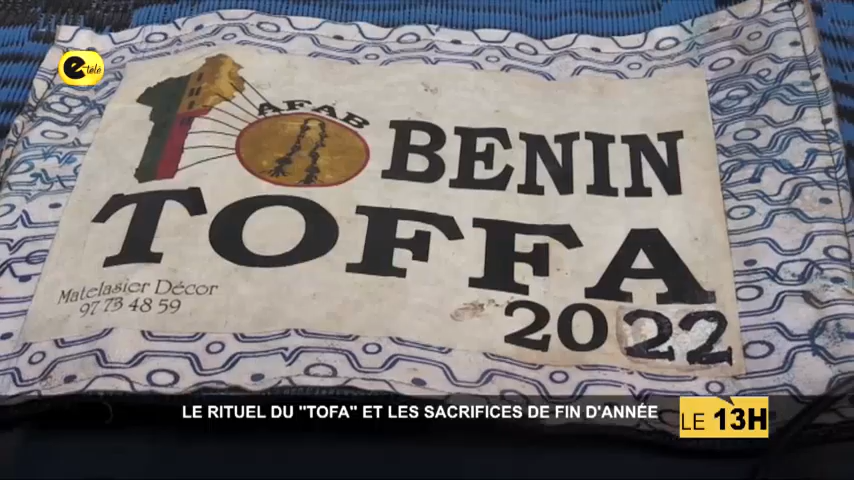 e-télé
AFAB
BENIN
TOFFA
2022
Matelasier Décor
97 73 48 59
LE RITUEL DU "TOFA" ET LES SACRIFICES DE FIN D'ANNÉE
LE 13H